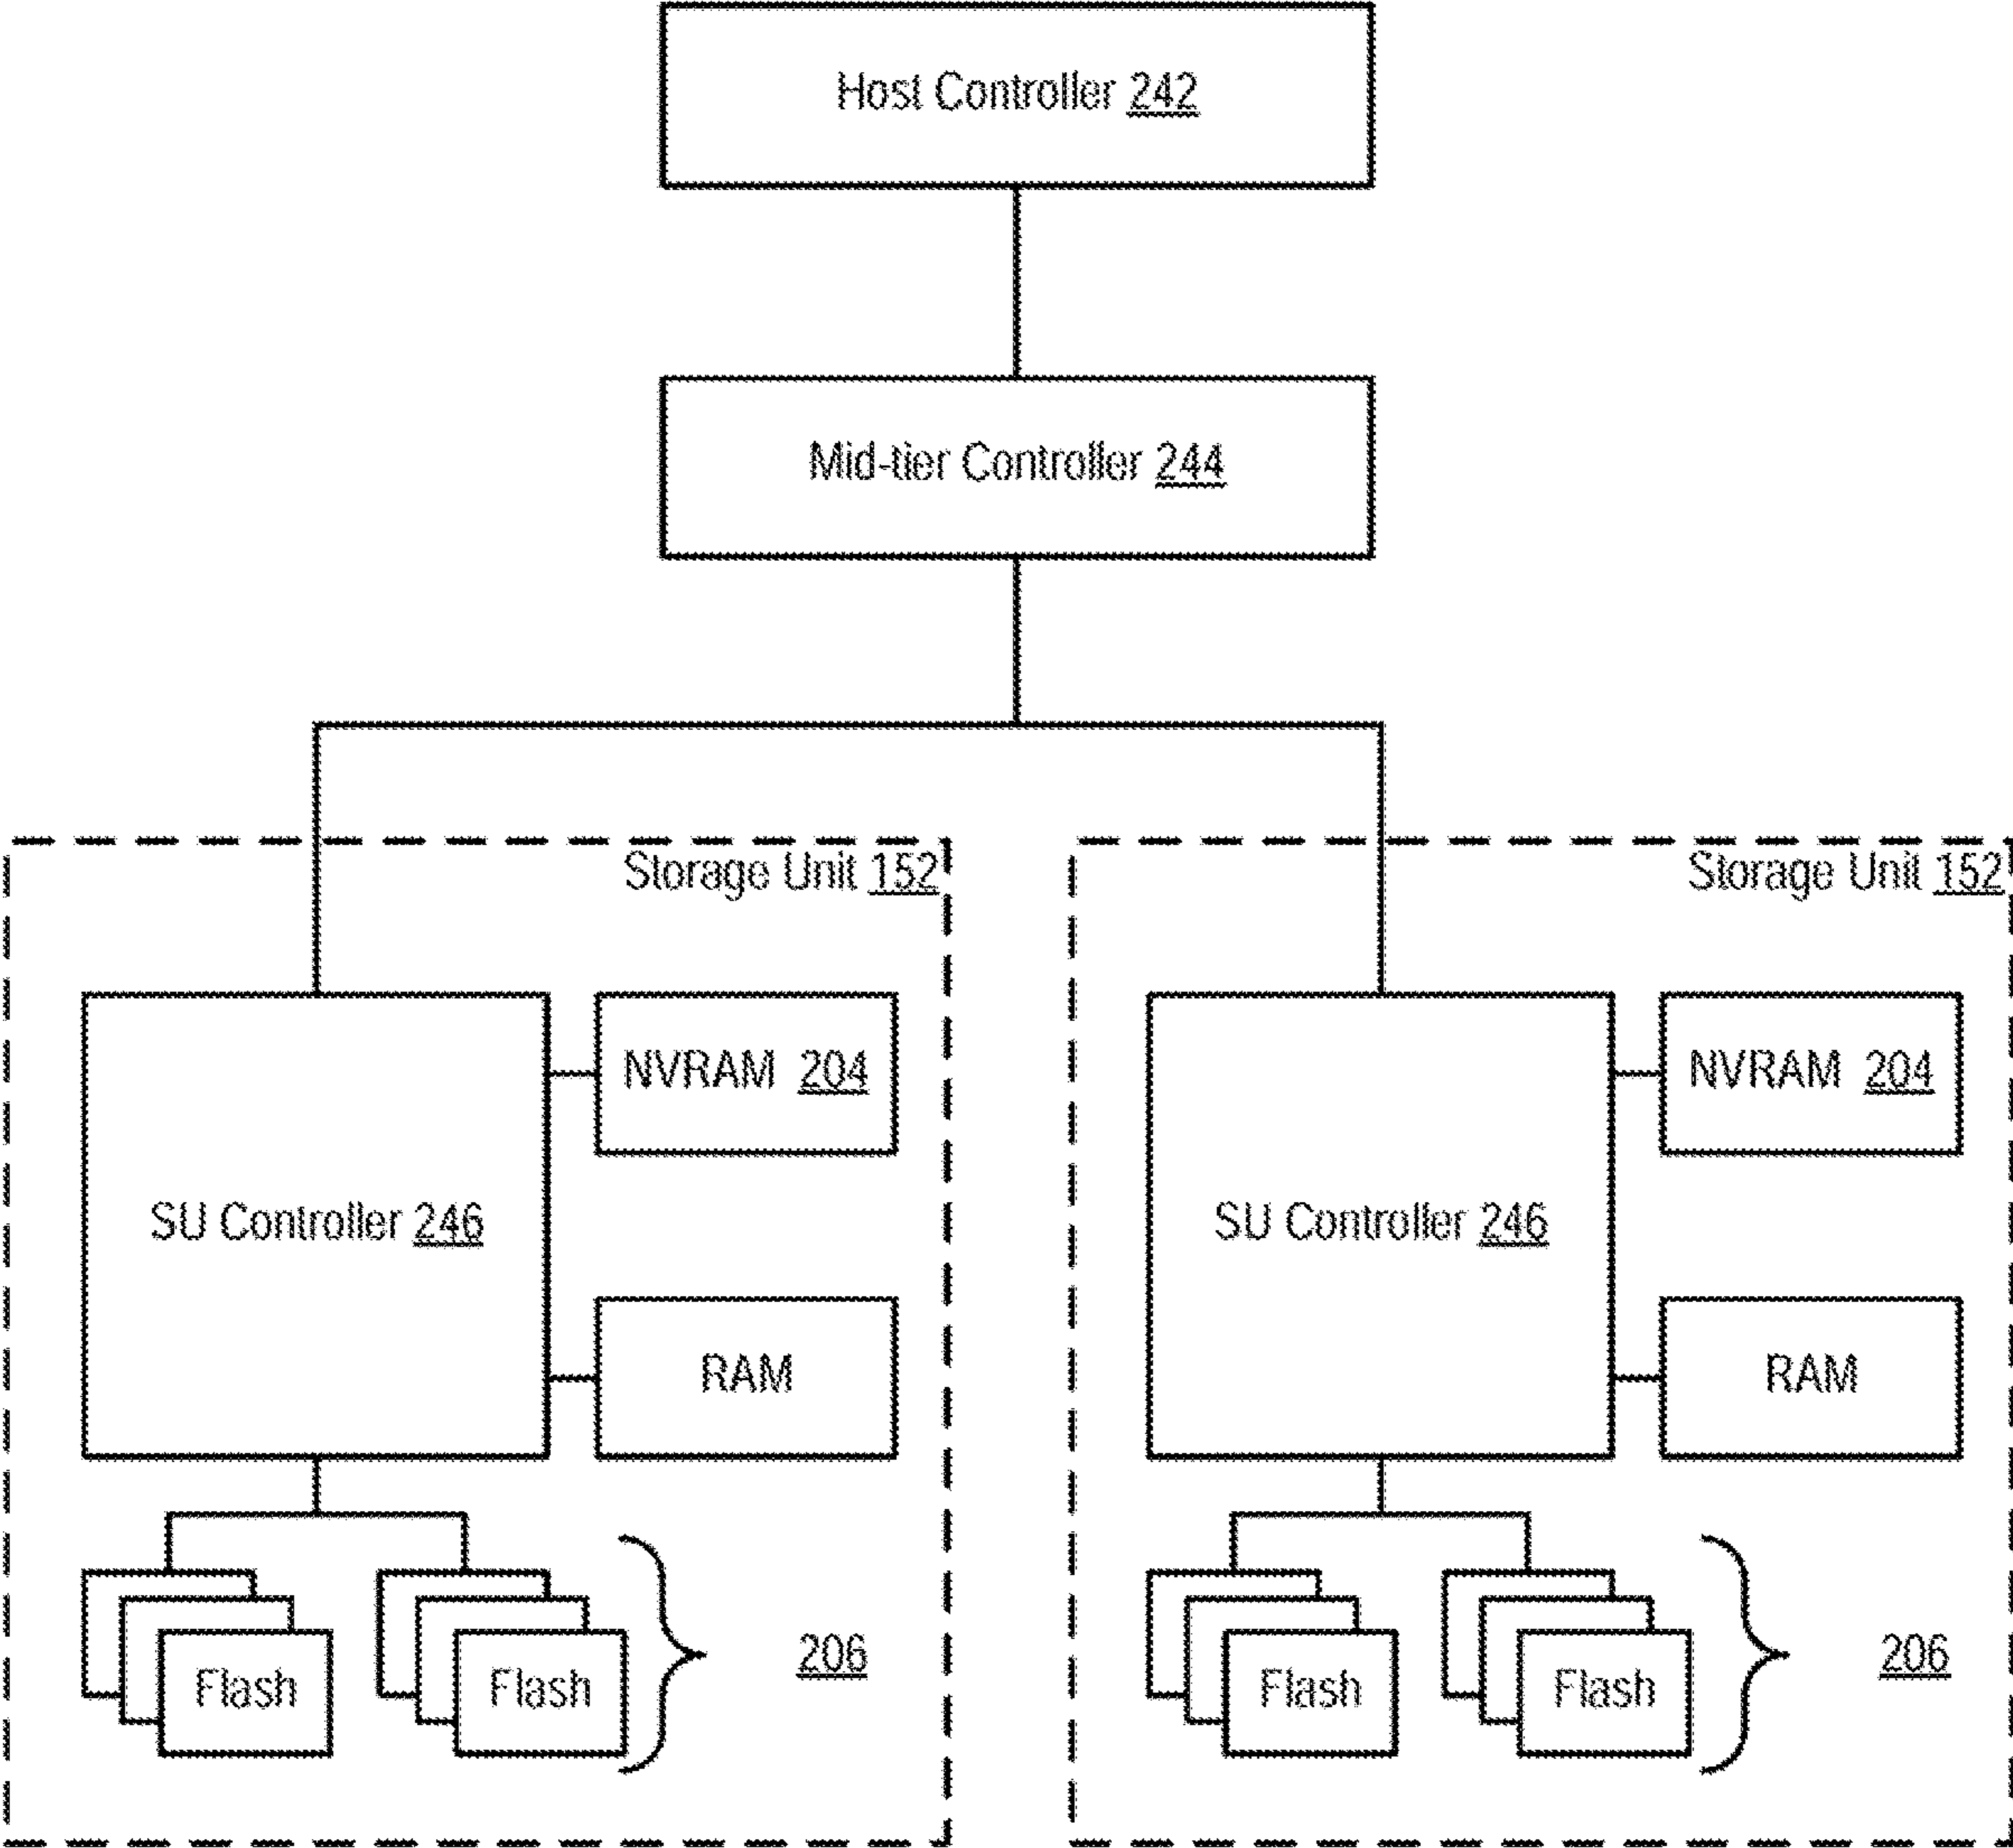 Host Controller 242
Mid-tier Controller 244
Storage Unit 152
NVRAM 204
SU Controller 246
RAM
Flash
Flash
206
Storage Unit 152
NVRAM 204
SU Controller 246
RAM
Flash
Flash
206